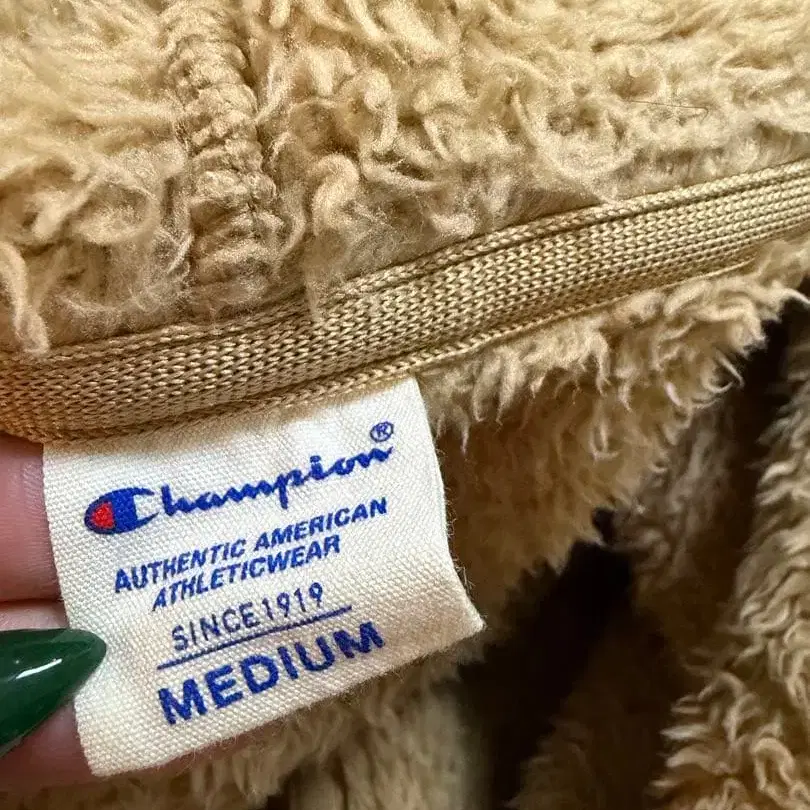 Champion®
AUTHENTIC AMERICAN
ATHLETICWEAR
SINCE 1919
MEDIUM